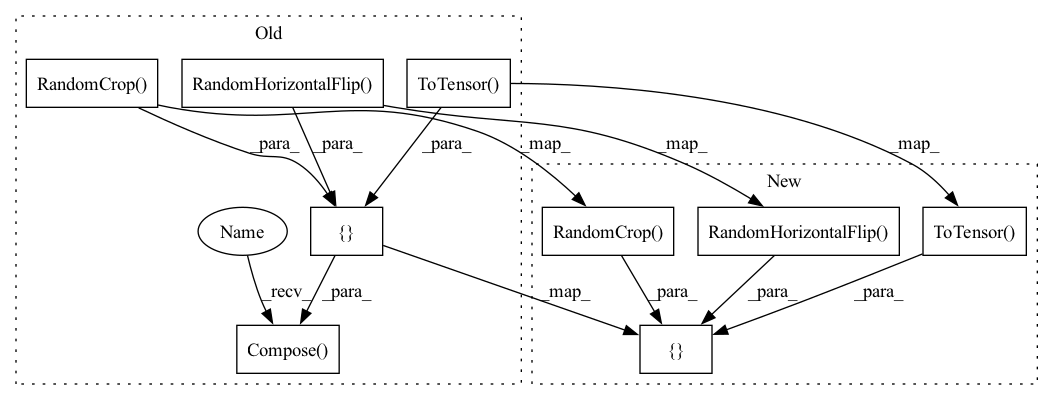 Old
RandomCrop()
RandomHorizontalFlip()
ToTensor()
_para_
_para_
_para_
_map_
_map_
_map_
New
Name
{}
RandomCrop()
RandomHorizontalFlip()
ToTensor()
_recv_
_para_
_map_
_para_
_para_
_para_
Compose()
{}